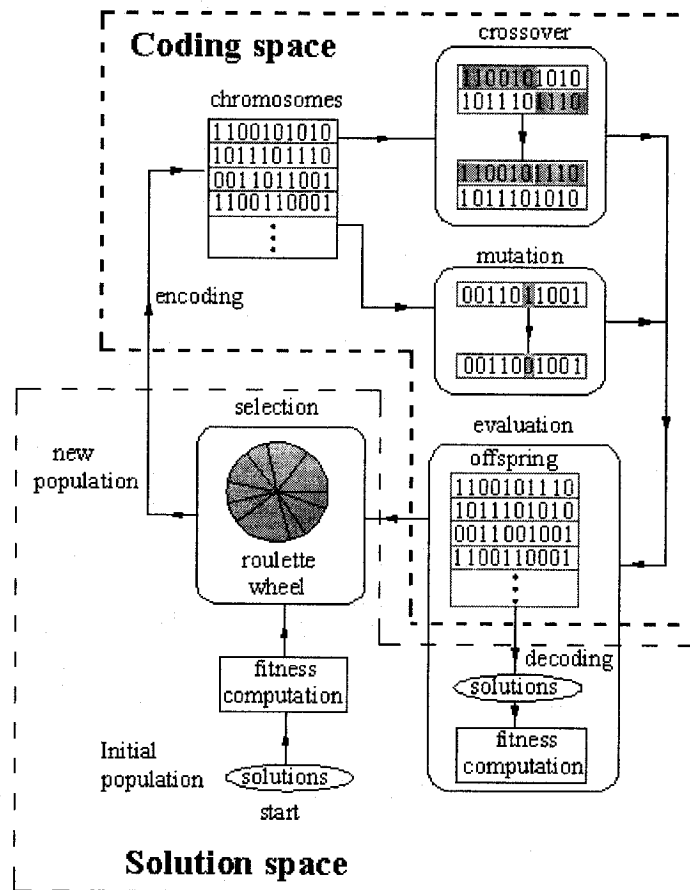 Coding space
crossover
1100101010
1011101110
1100101110
1011101010
chromosomes
1100101010
1011101110
0011011001
1100110001
mutation
0011011001
0011001001
encoding
selection
evaluation
new
population
offspring
1100101110
1011101010
0011001001
1100110001
roulette
wheel
fitness
computation
decoding
solutions
fitness
computation
Initial
population
solutions
start
Solution space